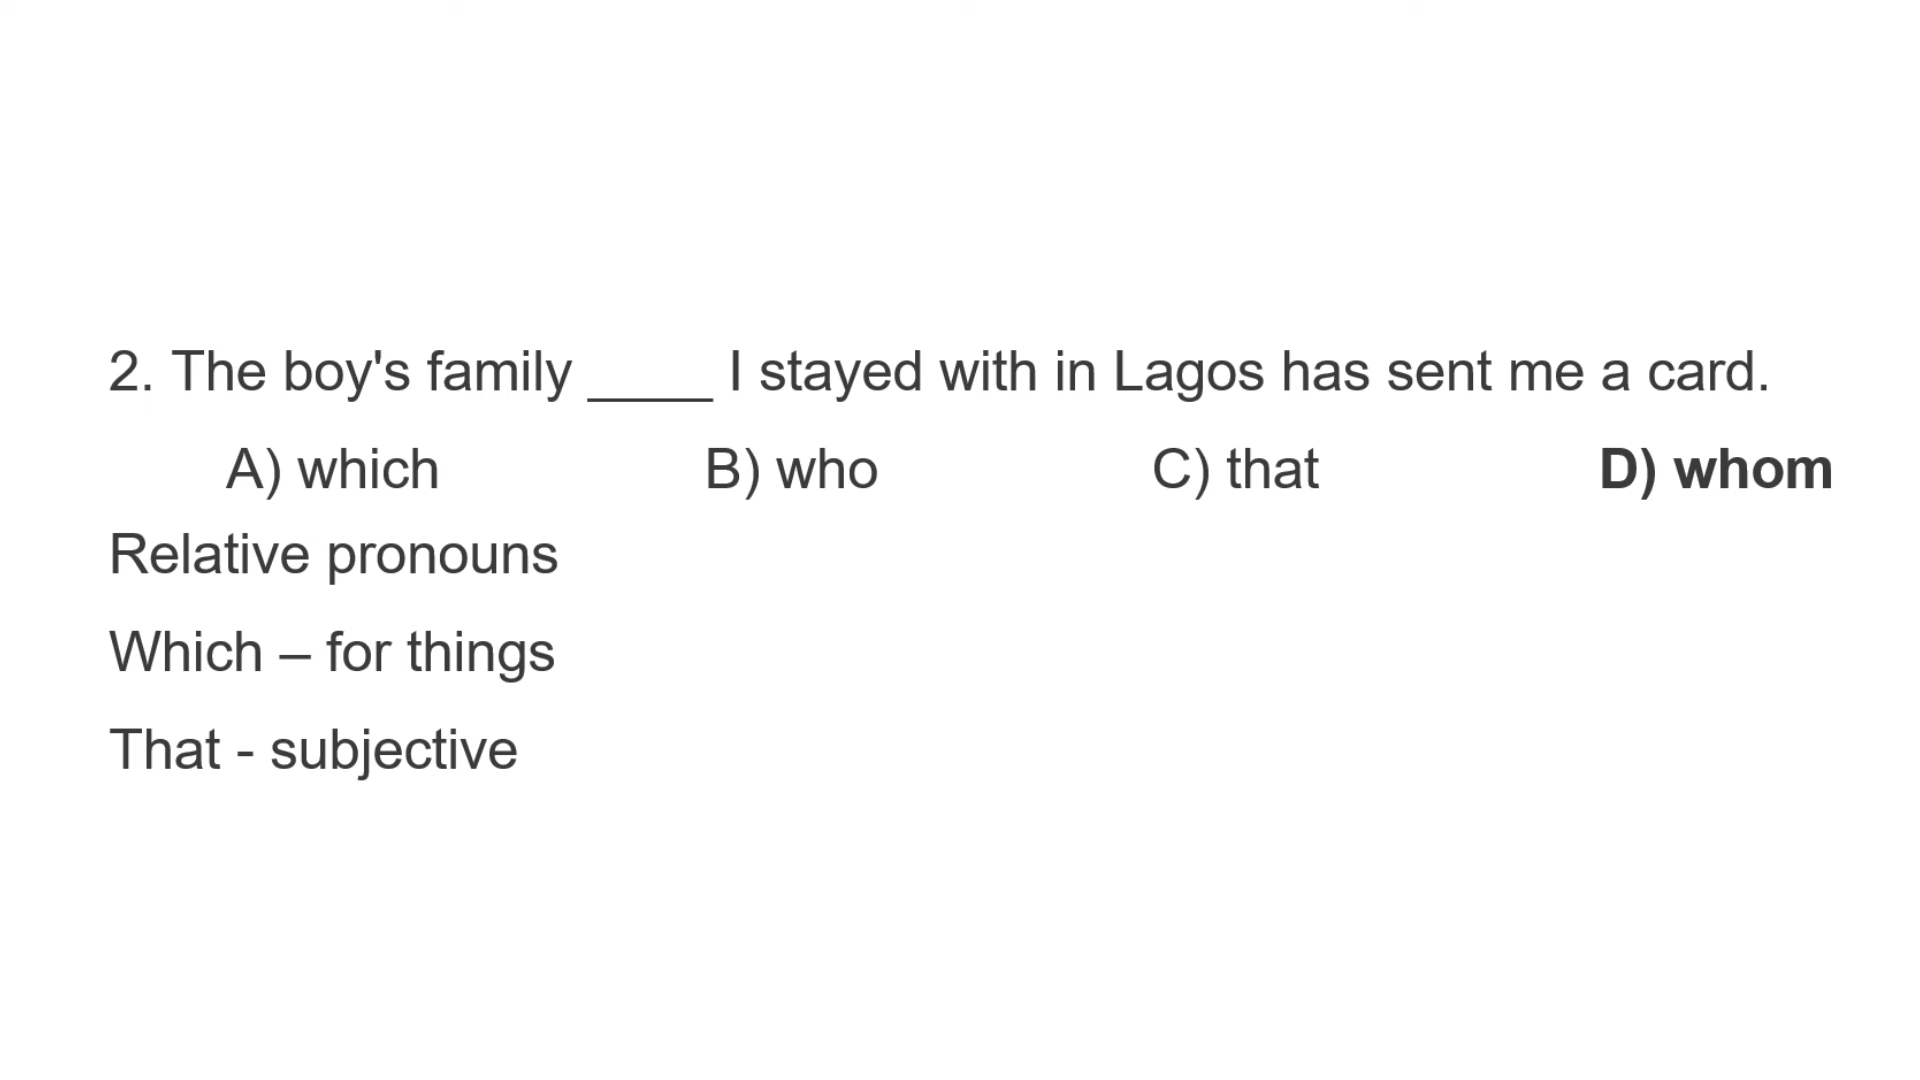 2. The boy's family ____ I stayed with in Lagos has sent me a card.
A) which B) who C) that D) whom
Relative pronouns
Which – for things
That - subjective